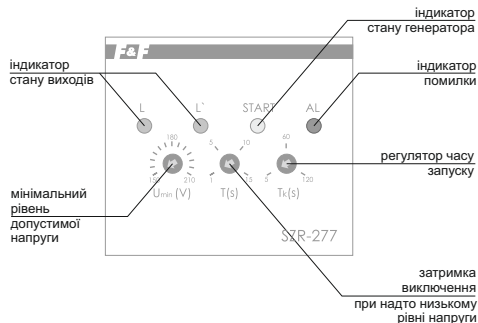 індикатор
стану генератора
індикатор
стану виходів
індикатор
помилки
F&F
L L` START AL
180
150 210
Umin (V)
5 10
1 15
T(s)
60
5 120
Tk(s)
SZR-277
регулятор часу
запуску
мінімальний
рівень
допустимої
напруги
затримка
виключення
при надто низькому
рівні напруги